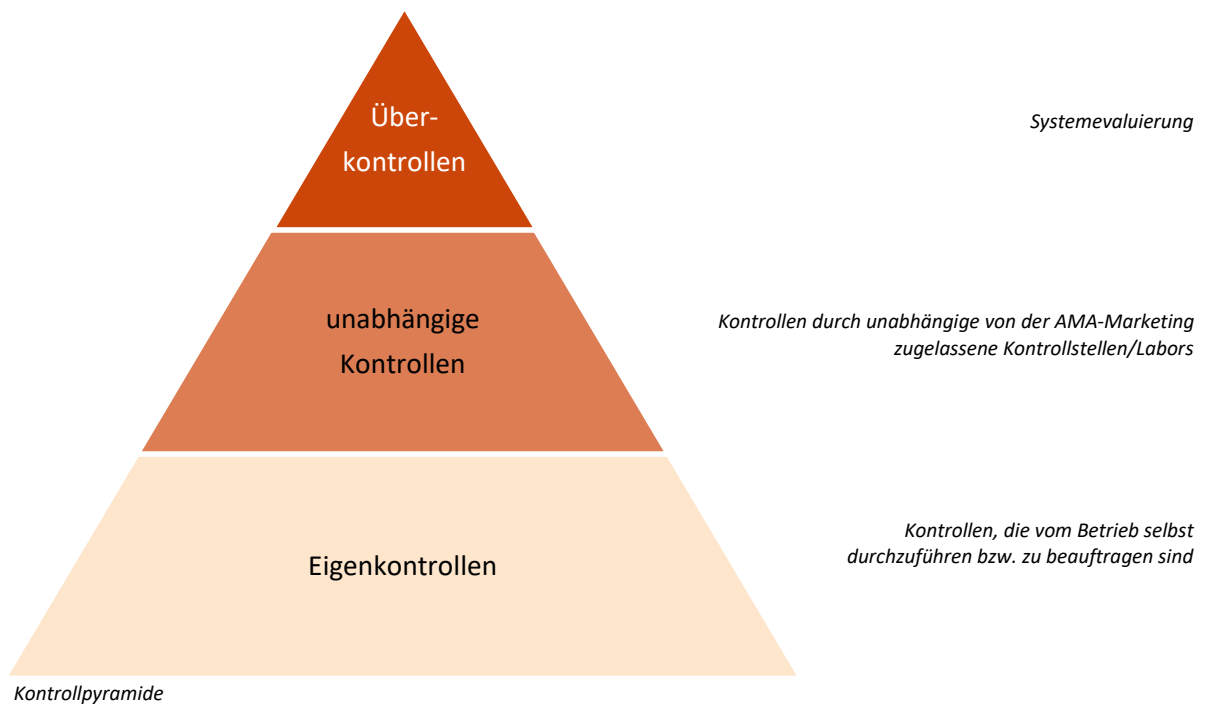 Über-
kontrollen
Systemevaluierung
unabhängige
Kontrollen
Kontrollen durch unabhängige von der AMA-Marketing
zugelassene Kontrollstellen/Labors
Eigenkontrollen
Kontrollen, die vom Betrieb selbst
durchzuführen bzw. zu beauftragen sind
Kontrollpyramide